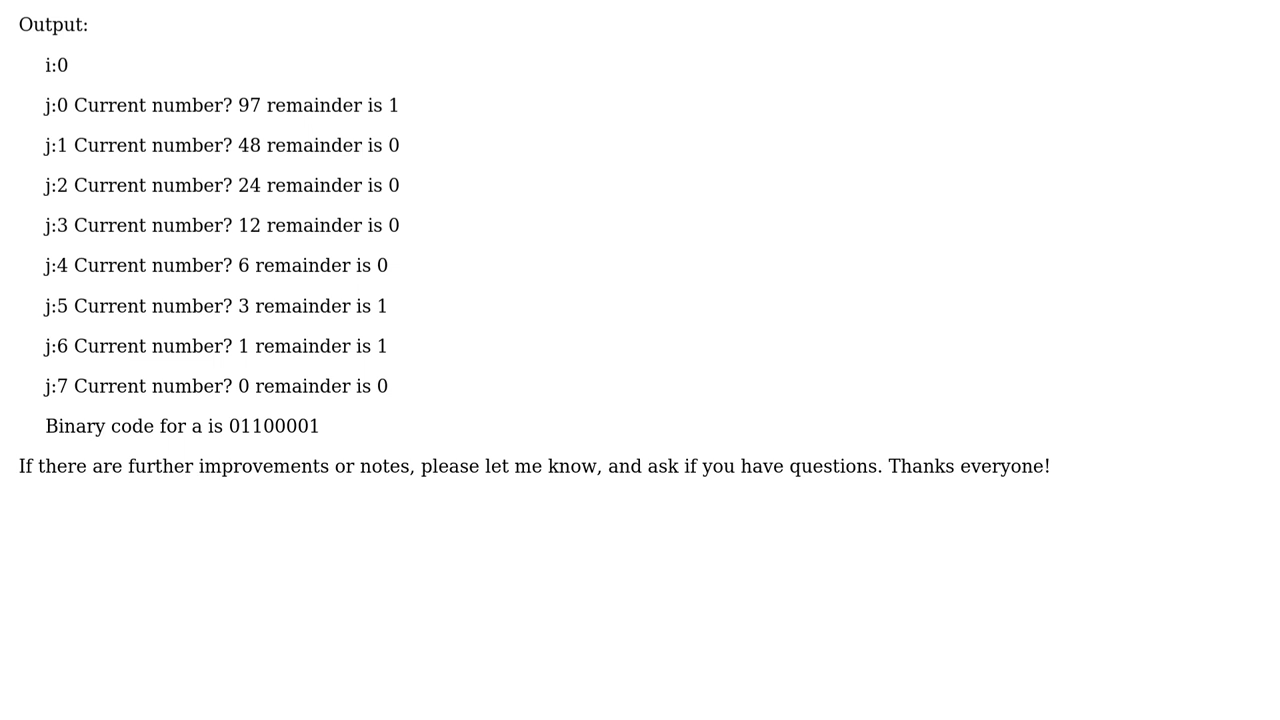 Output:
i:0
j:0 Current number? 97 remainder is 1
j:1 Current number? 48 remainder is 0
j:2 Current number? 24 remainder is 0
j:3 Current number? 12 remainder is 0
j:4 Current number? 6 remainder is 0
j:5 Current number? 3 remainder is 1
j:6 Current number? 1 remainder is 1
j:7 Current number? 0 remainder is 0
Binary code for a is 01100001
If there are further improvements or notes, please let me know, and ask if you have questions. Thanks everyone!